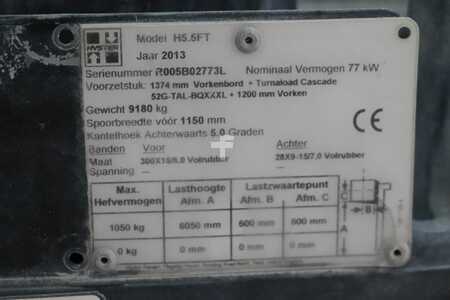 HYSTER
Model H5.5FT
Jaar 2013
Serienummer R005B02773L Nominaal Vermogen 77 kW
Voorzetstuk: 1374 mm Vorkenbord + Turnaload Cascade
52G-TAL-BQXXXL + 1200 mm Vorken
Gewicht 9180 kg
Spoorbreedte vóór 1150 mm
Kantelhoek Achterwaarts 5,0 Graden
CE
Banden Voor Achter
Maat 300X15/8.0 Volrubber 28X9-15/7,0 Volrubber
Spanning --- ---
Max. Hefvermogen Lasthoogte Afm. A Lastzwaartepunt Afm. B Afm. C
1050 kg 6050 mm 600 mm 600 mm
0 kg 0 mm 0 mm 0 mm
C
B
A